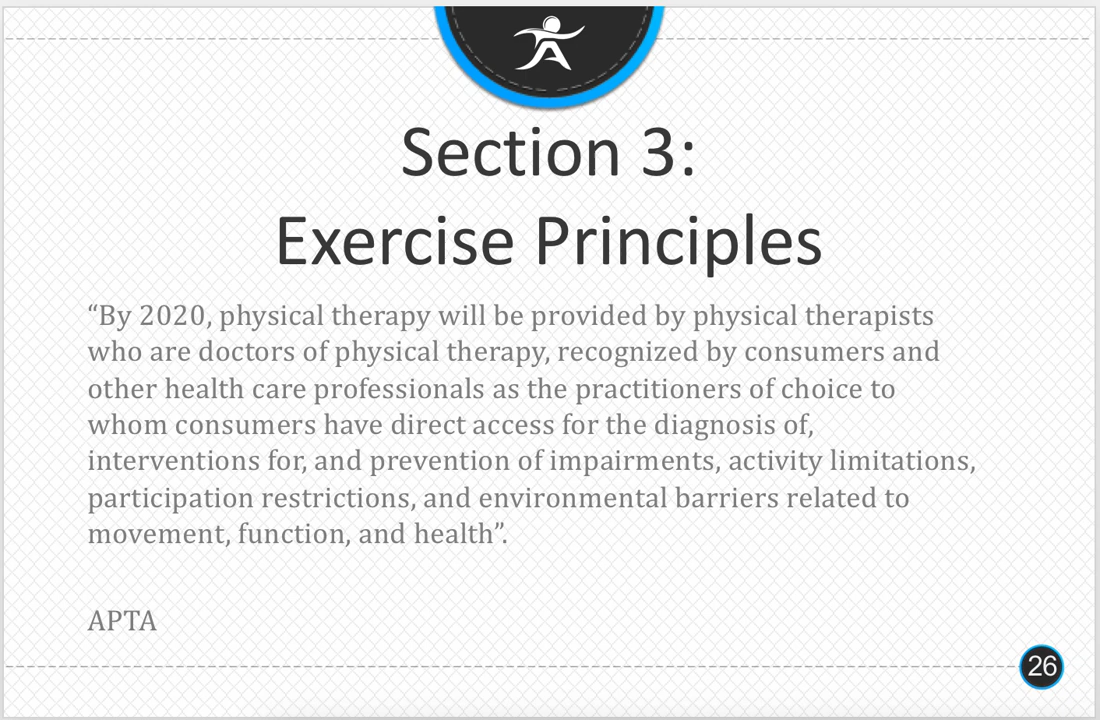 Section 3:
Exercise Principles
“By 2020, physical therapy will be provided by physical therapists
who are doctors of physical therapy, recognized by consumers and
other health care professionals as the practitioners of choice to
whom consumers have direct access for the diagnosis of,
interventions for, and prevention of impairments, activity limitations,
participation restrictions, and environmental barriers related to
movement, function, and health”.
APTA
26